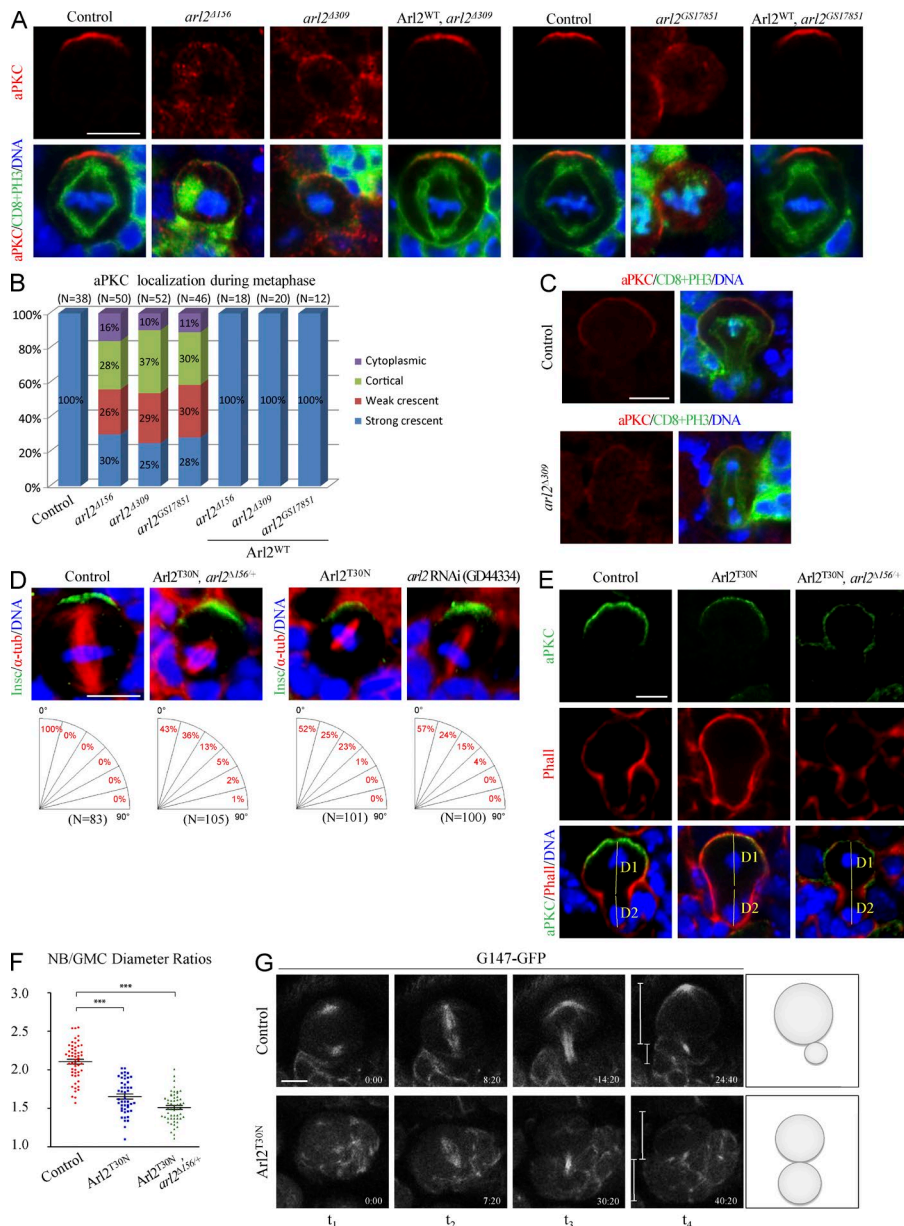 A
Control
arl2Δ156
arl2Δ309
Arl2WT, arl2Δ309
Control
arl2GS17851
Arl2WT, arl2GS17851
aPKC
aPKC/CD8+PH3/DNA
B
aPKC localization during metaphase
(N=38) (N=50) (N=52) (N=46) (N=18) (N=20) (N=12)
100%
80%
60%
40%
20%
0%
100%
16%
28%
26%
30%
10%
37%
29%
25%
11%
30%
30%
28%
100%
100%
100%
Cytoplasmic
Cortical
Weak crescent
Strong crescent
Control
arl2Δ156
arl2Δ309
arl2GS17851
arl2Δ156
arl2Δ309
arl2GS17851
Arl2WT
C
aPKC/CD8+PH3/DNA
Control
aPKC/CD8+PH3/DNA
arl2Δ309
D
Control
Arl2T30N, arl2Δ156/+
Arl2T30N
arl2 RNAi (GD44334)
Insc/α-tub/DNA
Insc/α-tub/DNA
0°
100%
0%
0%
0%
0%
0%
90°
(N=83)
0°
43%
36%
13%
5%
2%
1%
90°
(N=105)
0°
52%
25%
23%
1%
0%
0%
90°
(N=101)
0°
57%
24%
15%
4%
0%
0%
90°
(N=100)
E
Control
Arl2T30N
Arl2T30N, arl2Δ156/+
aPKC
Phall
aPKC/Phall/DNA
D1
D2
D1
D2
D1
D2
F
NB/GMC Diameter Ratios
***
***
3.0
2.5
2.0
1.5
1.0
Control
Arl2T30N
Arl2T30N,
arl2Δ156/+
G
G147-GFP
Control
0:00
8:20
14:20
24:40
Arl2T30N
0:00
7:20
30:20
40:20
t1
t2
t3
t4